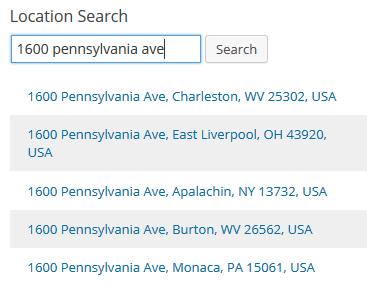 Location Search
1600 pennsylvania ave
Search
1600 Pennsylvania Ave, Charleston, WV 25302, USA
1600 Pennsylvania Ave, East Liverpool, OH 43920,
USA
1600 Pennsylvania Ave, Apalachin, NY 13732, USA
1600 Pennsylvania Ave, Burton, WV 26562, USA
1600 Pennsylvania Ave, Monaca, PA 15061, USA